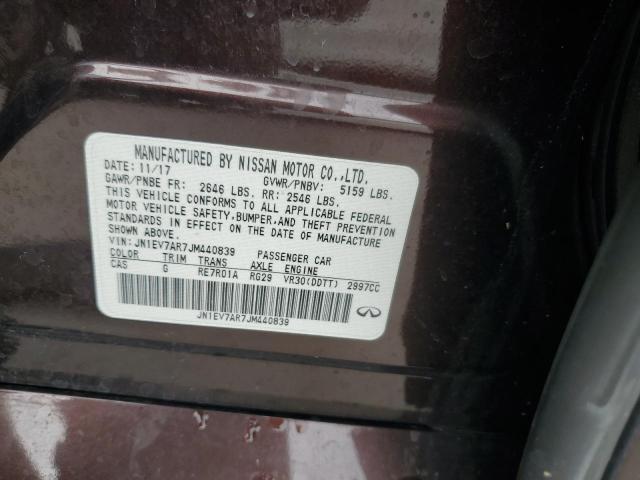 MANUFACTURED BY NISSAN MOTOR CO.,LTD.
DATE: 11/17 GVWR/PNBV: 5159 LBS.
GAWR/PNBE FR: 2646 LBS. RR: 2546 LBS.
THIS VEHICLE CONFORMS TO ALL APPLICABLE FEDERAL
MOTOR VEHICLE SAFETY,BUMPER,AND THEFT PREVENTION
STANDARDS IN EFFECT ON THE DATE OF MANUFACTURE
SHOWN ABOVE.
VIN: JN1EV7AR7JM440839 PASSENGER CAR
COLOR TRIM TRANS AXLE ENGINE
CAS G RE7R01A RG29 VR30(DDTT) 2997CC
JN1EV7AR7JM440839